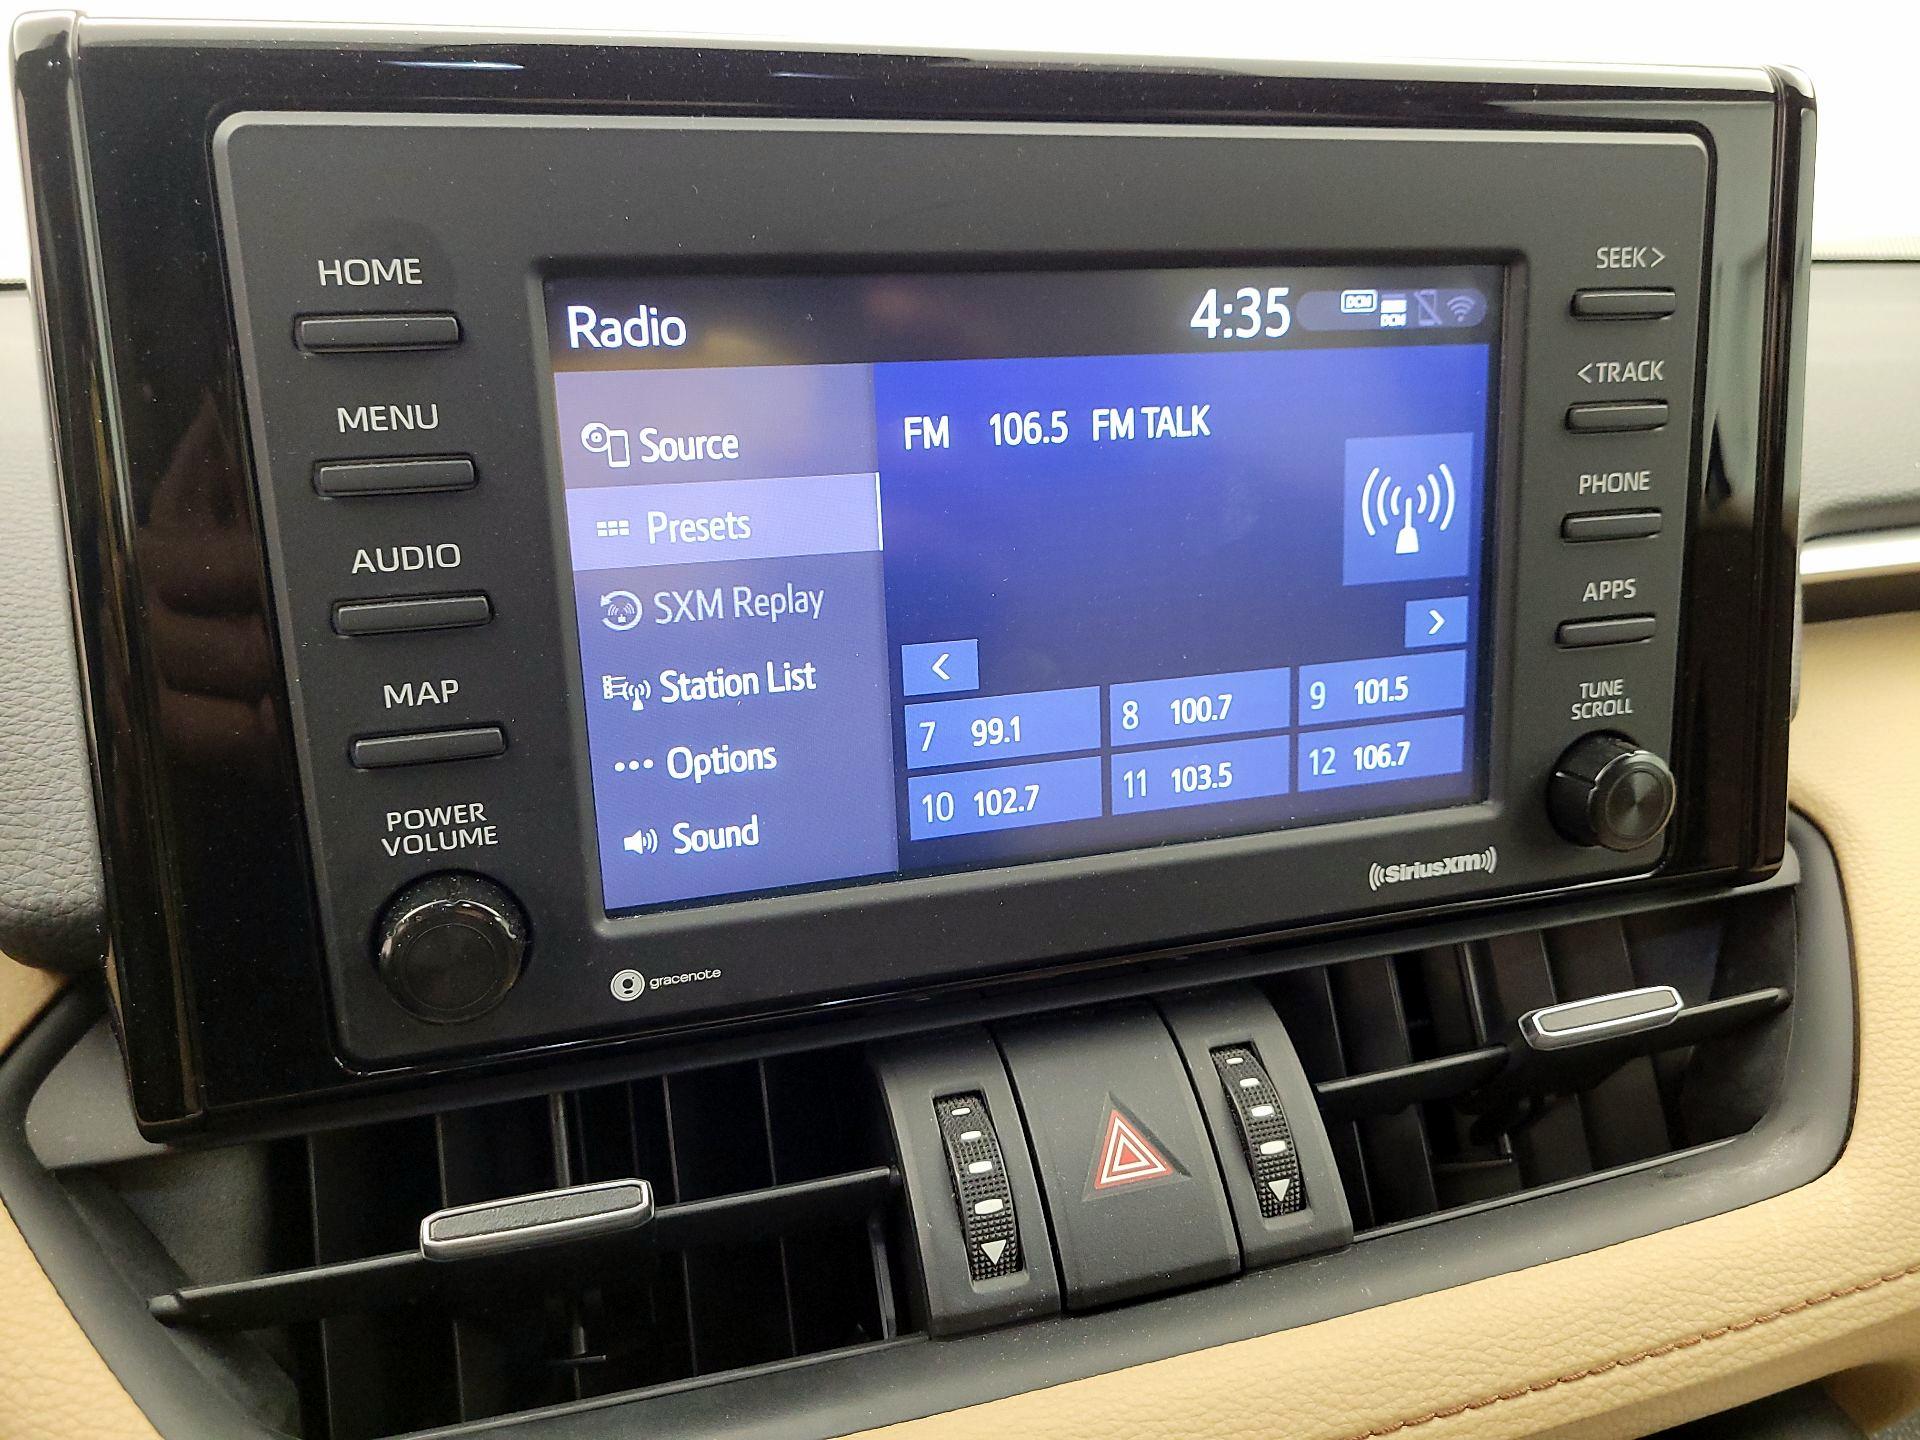 HOME
MENU
AUDIO
MAP
POWER
VOLUME
Radio
4:35
DCM
DCM
Source
Presets
SXM Replay
Station List
Options
Sound
FM 106.5 FM TALK
<
>
7 99.1
8 100.7
9 101.5
10 102.7
11 103.5
12 106.7
SEEK >
< TRACK
PHONE
APPS
TUNE
SCROLL
gracenote
((SiriusXM))